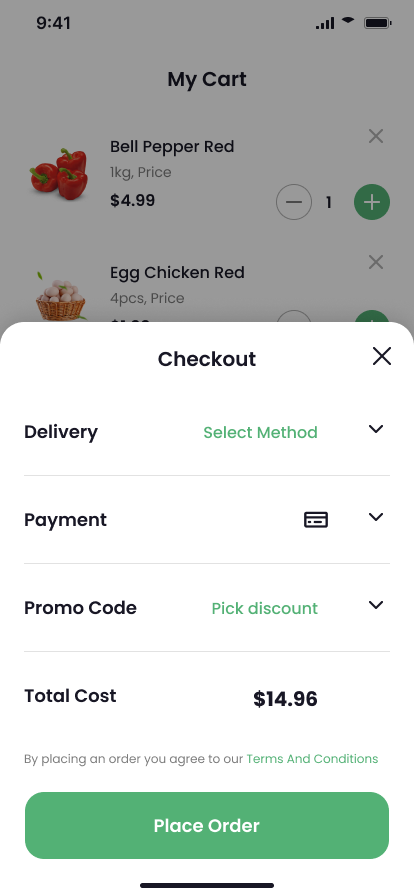 9:41
My Cart
Bell Pepper Red
1kg, Price
$4.99
1
Egg Chicken Red
4pcs, Price
Checkout
Delivery Select Method
Payment
Promo Code Pick discount
Total Cost $14.96
By placing an order you agree to our Terms And Conditions
Place Order